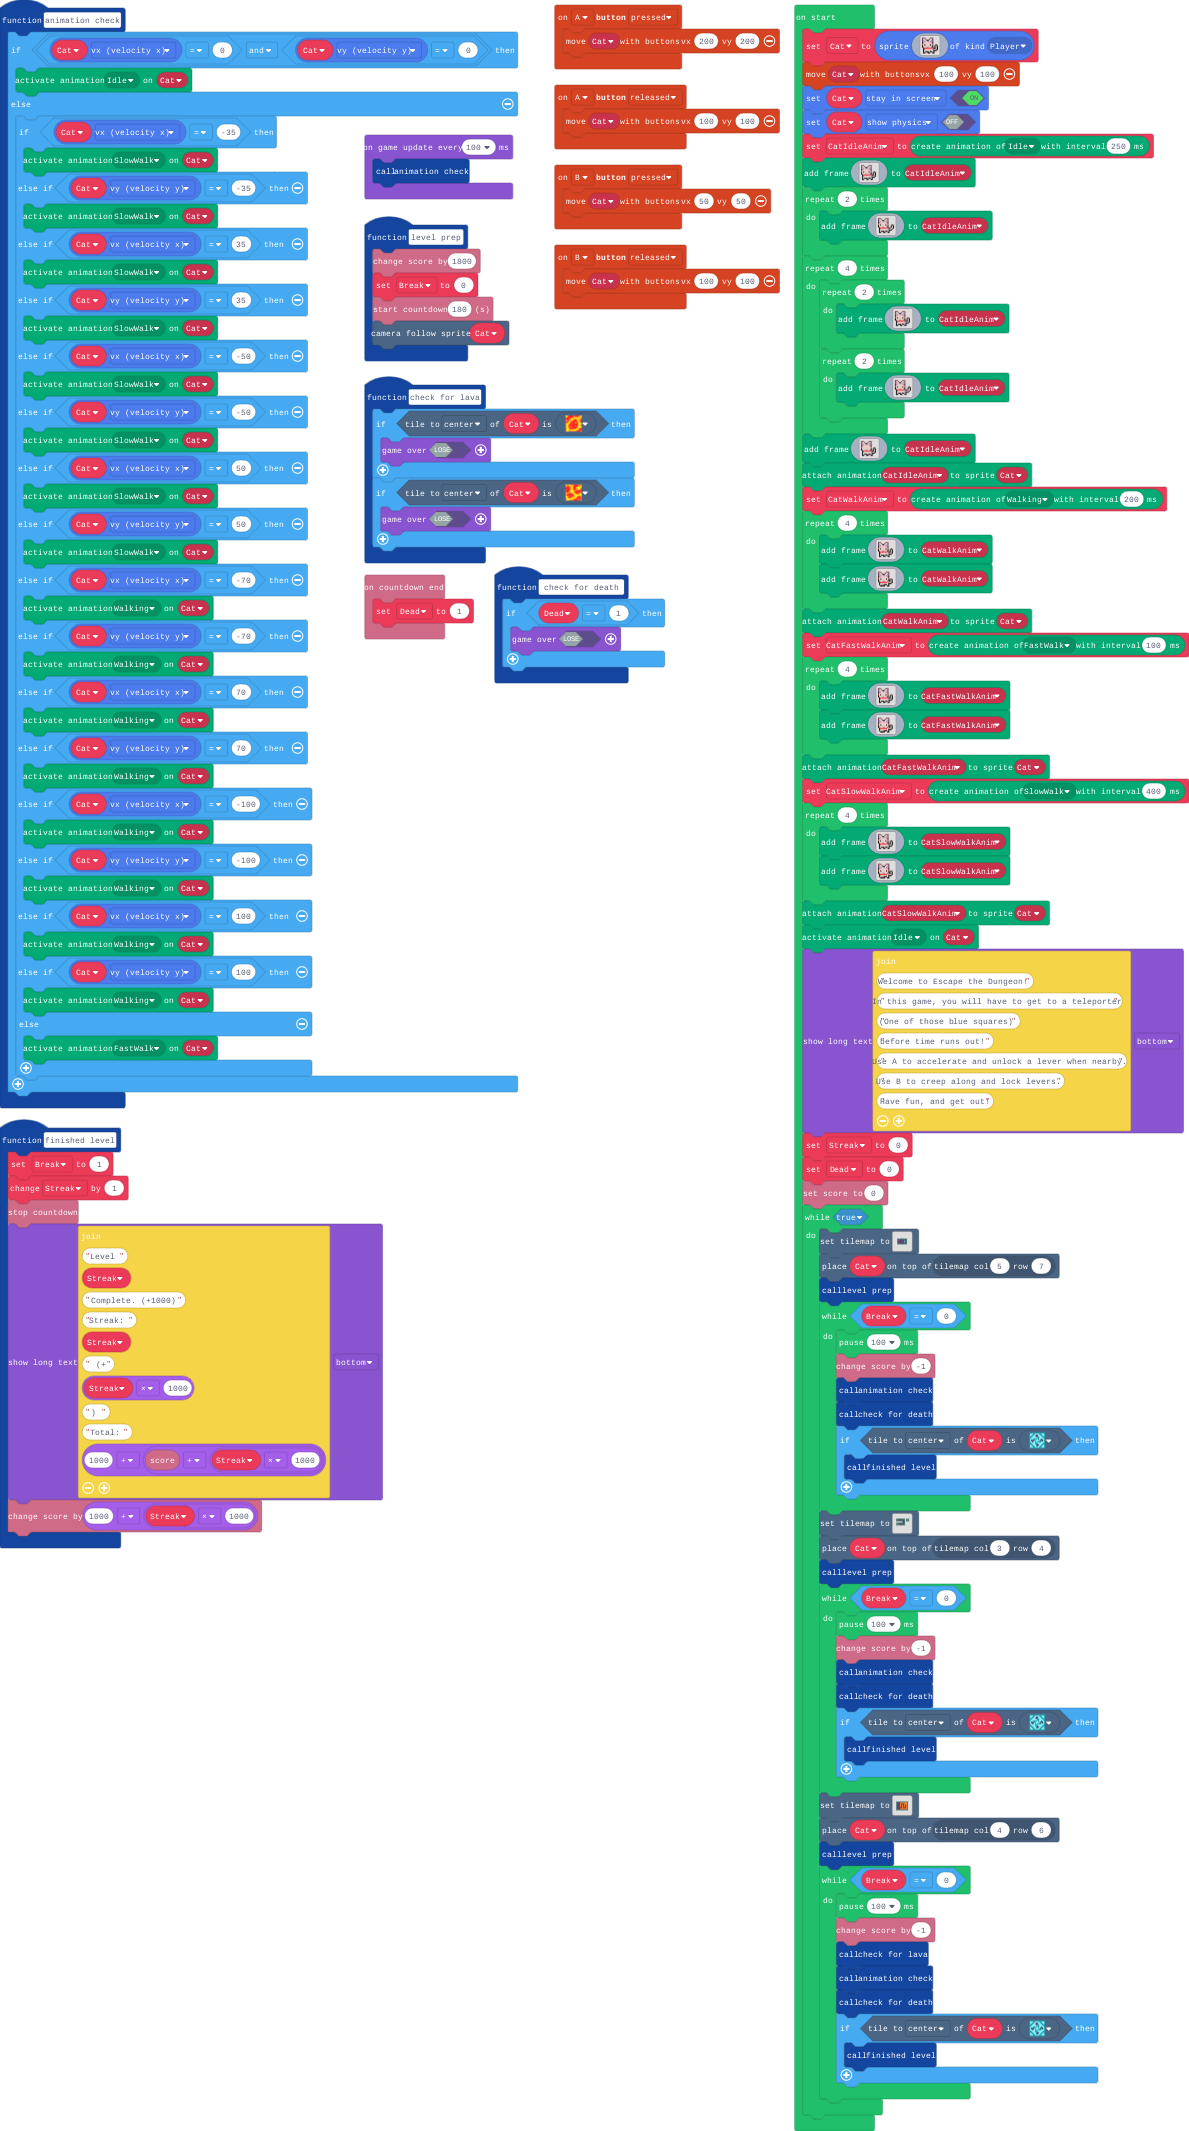 function animation check
if Cat vx (velocity x) = 0 and Cat vy (velocity y) = 0 then
activate animation Idle on Cat
else
if Cat vx (velocity x) = -35 then
activate animation SlowWalk on Cat
else if Cat vy (velocity y) = -35 then
activate animation SlowWalk on Cat
else if Cat vx (velocity x) = 35 then
activate animation SlowWalk on Cat
else if Cat vy (velocity y) = 35 then
activate animation SlowWalk on Cat
else if Cat vx (velocity x) = -50 then
activate animation SlowWalk on Cat
else if Cat vy (velocity y) = -50 then
activate animation SlowWalk on Cat
else if Cat vx (velocity x) = 50 then
activate animation SlowWalk on Cat
else if Cat vy (velocity y) = 50 then
activate animation SlowWalk on Cat
else if Cat vx (velocity x) = -70 then
activate animation Walking on Cat
else if Cat vy (velocity y) = -70 then
activate animation Walking on Cat
else if Cat vx (velocity x) = 70 then
activate animation Walking on Cat
else if Cat vy (velocity y) = 70 then
activate animation Walking on Cat
else if Cat vx (velocity x) = -100 then
activate animation Walking on Cat
else if Cat vy (velocity y) = -100 then
activate animation Walking on Cat
else if Cat vx (velocity x) = 100 then
activate animation Walking on Cat
else if Cat vy (velocity y) = 100 then
activate animation Walking on Cat
else
activate animation FastWalk on Cat
function finished level
set Break to 1
change Streak by 1
stop countdown
show long text
join
"Level "
Streak
"Complete. (+1000)"
"Streak: "
Streak
" (+"
Streak × 1000
") "
"Total: "
1000 + score + Streak × 1000
bottom
change score by 1000 + Streak × 1000
on game update every 100 ms
call animation check
function level prep
change score by 1800
set Break to 0
start countdown 180 (s)
camera follow sprite Cat
function check for lava
if tile to center of Cat is then
game over LOSE
if tile to center of Cat is then
game over LOSE
on countdown end
set Dead to 1
function check for death
if Dead = 1 then
game over LOSE
on A button pressed
move Cat with buttons vx 200 vy 200
on A button released
move Cat with buttons vx 100 vy 100
on B button pressed
move Cat with buttons vx 50 vy 50
on B button released
move Cat with buttons vx 100 vy 100
on start
set Cat to sprite of kind Player
move Cat with buttons vx 100 vy 100
set Cat stay in screen ON
set Cat show physics OFF
set CatIdleAnim to create animation of Idle with interval 250 ms
add frame to CatIdleAnim
repeat 2 times
do
add frame to CatIdleAnim
repeat 4 times
do
repeat 2 times
do
add frame to CatIdleAnim
repeat 2 times
do
add frame to CatIdleAnim
add frame to CatIdleAnim
attach animation CatIdleAnim to sprite Cat
set CatWalkAnim to create animation of Walking with interval 200 ms
repeat 4 times
do
add frame to CatWalkAnim
add frame to CatWalkAnim
attach animation CatWalkAnim to sprite Cat
set CatFastWalkAnim to create animation of FastWalk with interval 100 ms
repeat 4 times
do
add frame to CatFastWalkAnim
add frame to CatFastWalkAnim
attach animation CatFastWalkAnim to sprite Cat
set CatSlowWalkAnim to create animation of SlowWalk with interval 400 ms
repeat 4 times
do
add frame to CatSlowWalkAnim
add frame to CatSlowWalkAnim
attach animation CatSlowWalkAnim to sprite Cat
activate animation Idle on Cat
show long text
join
"Welcome to Escape the Dungeon!"
"In this game, you will have to get to a teleporter"
"(One of those blue squares)"
"Before time runs out!"
"Use A to accelerate and unlock a lever when nearby."
"Use B to creep along and lock levers."
"Have fun, and get out!"
bottom
set Streak to 0
set Dead to 0
set score to 0
while true
do
set tilemap to
place Cat on top of tilemap col 5 row 7
call level prep
while Break = 0
do
pause 100 ms
change score by -1
call animation check
call check for death
if tile to center of Cat is then
call finished level
set tilemap to
place Cat on top of tilemap col 3 row 4
call level prep
while Break = 0
do
pause 100 ms
change score by -1
call animation check
call check for death
if tile to center of Cat is then
call finished level
set tilemap to
place Cat on top of tilemap col 4 row 6
call level prep
while Break = 0
do
pause 100 ms
change score by -1
call check for lava
call animation check
call check for death
if tile to center of Cat is then
call finished level